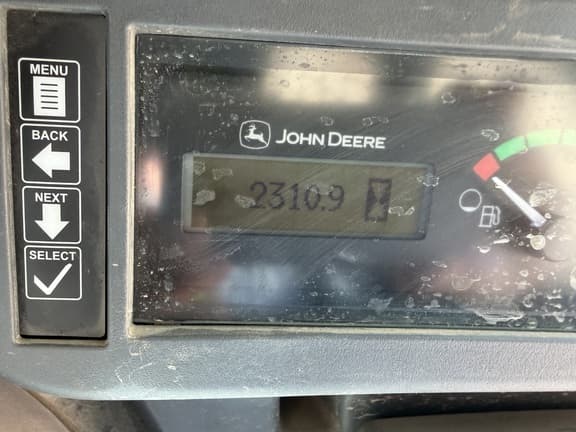 MENU
BACK
NEXT
SELECT
JOHN DEERE
2310.9